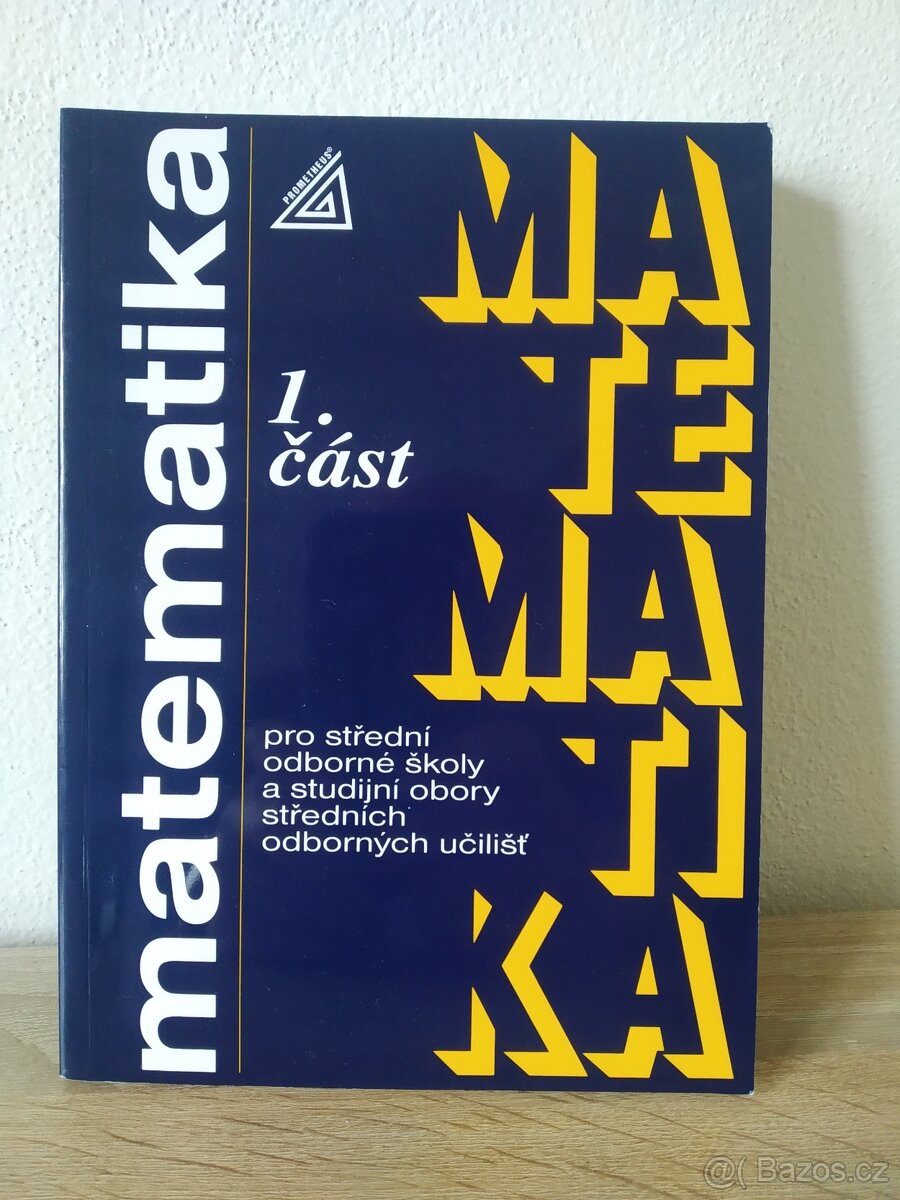 matematika
PROMETHEUS®
1.
část
MA
TE
MA
TI
KA
pro střední
odborné školy
a studijní obory
středních
odborných učilišť
@( Bazos.cz